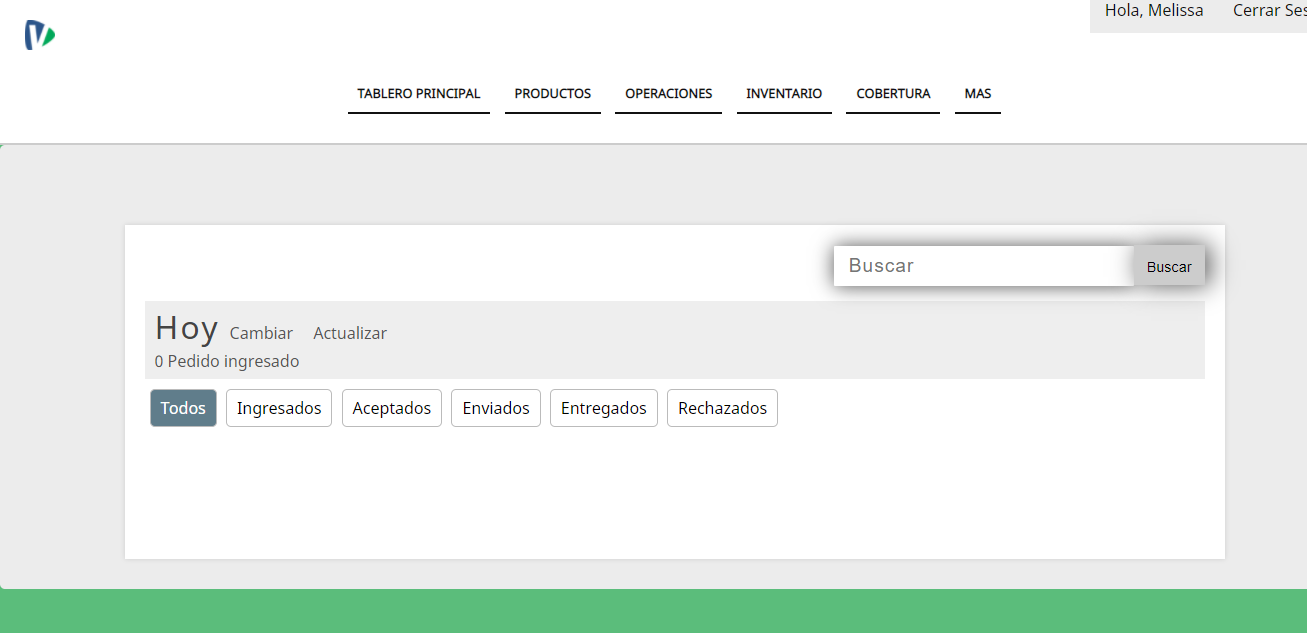 Hola, Melissa Cerrar Ses
TABLERO PRINCIPAL PRODUCTOS OPERACIONES INVENTARIO COBERTURA MAS
Buscar Buscar
Hoy Cambiar Actualizar
0 Pedido ingresado
Todos Ingresados Aceptados Enviados Entregados Rechazados